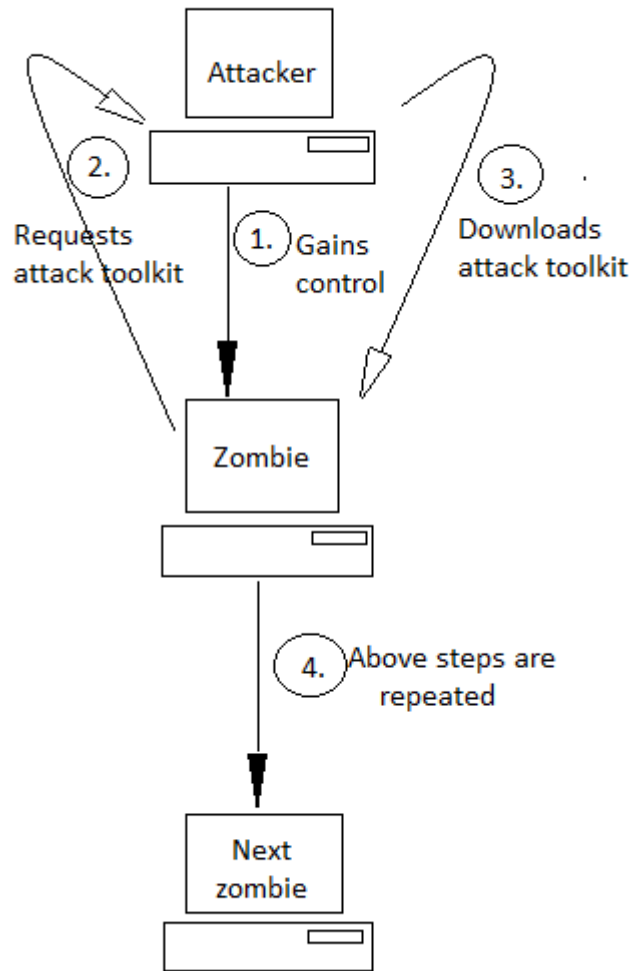 Attacker
2.
Requests
attack toolkit
1.
Gains
control
3.
Downloads
attack toolkit
Zombie
4.
Above steps are
repeated
Next
zombie